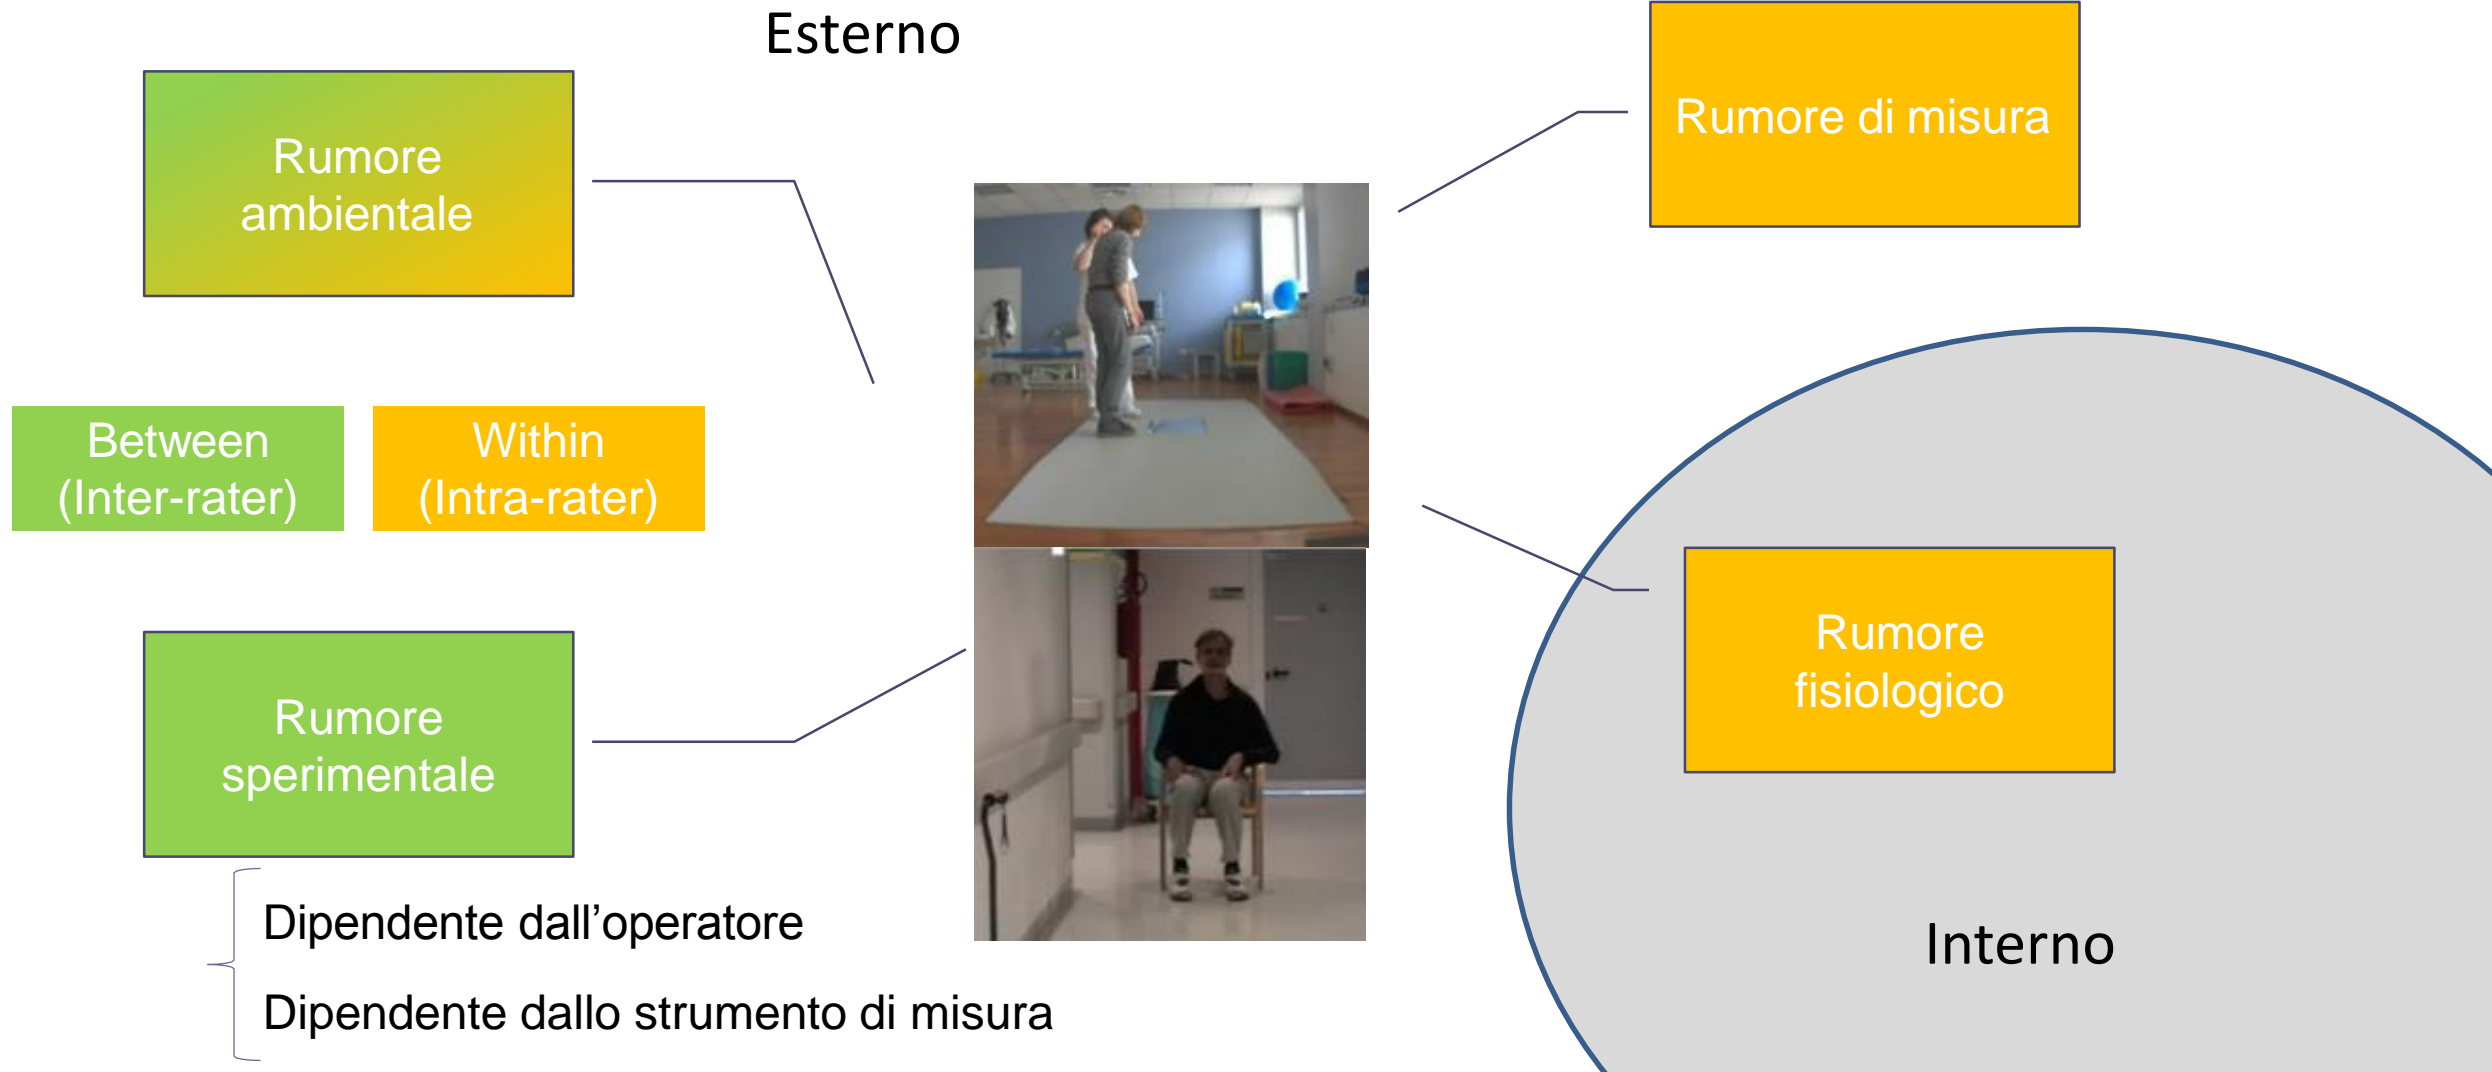 Esterno
Rumore
ambientale
Rumore di misura
Between
(Inter-rater)
Within
(Intra-rater)
Rumore
sperimentale
Rumore
fisiologico
Dipendente dall’operatore
Dipendente dallo strumento di misura
Interno